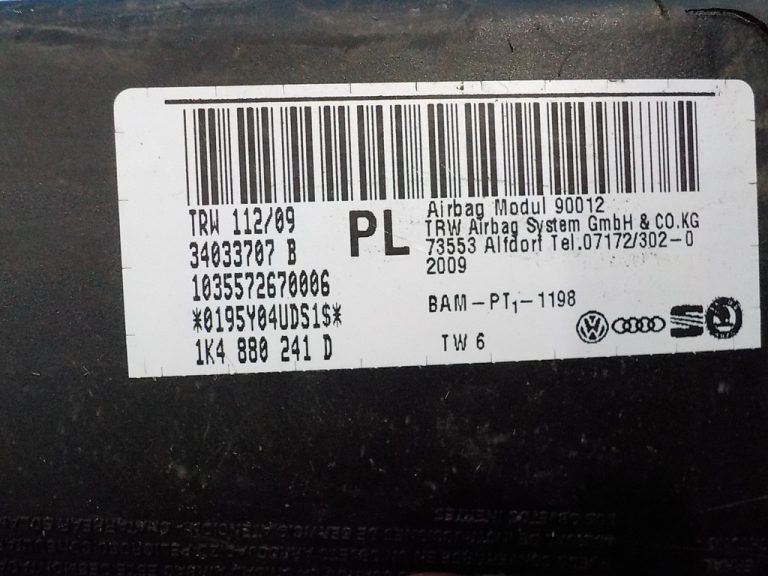 TRW 112/09
34033707 B
1035572670006
*0195Y04UDS1$*
1K4 880 241 D
PL
Airbag Modul 90012
TRW Airbag System GmbH & CO.KG
73553 Alfdorf Tel.07172/302-0
2009
BAM-PT1-1198
TW 6